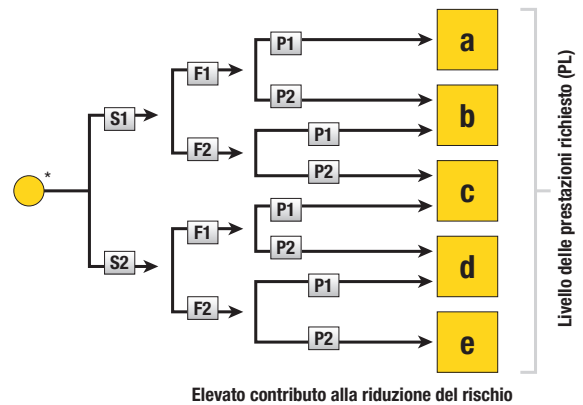 P1
a
F1
P2
b
S1
P1
F2
P2
*
c
P1
F1
S2
P2
d
P1
F2
P2
e
Livello delle prestazioni richiesto (PL)
Elevato contributo alla riduzione del rischio